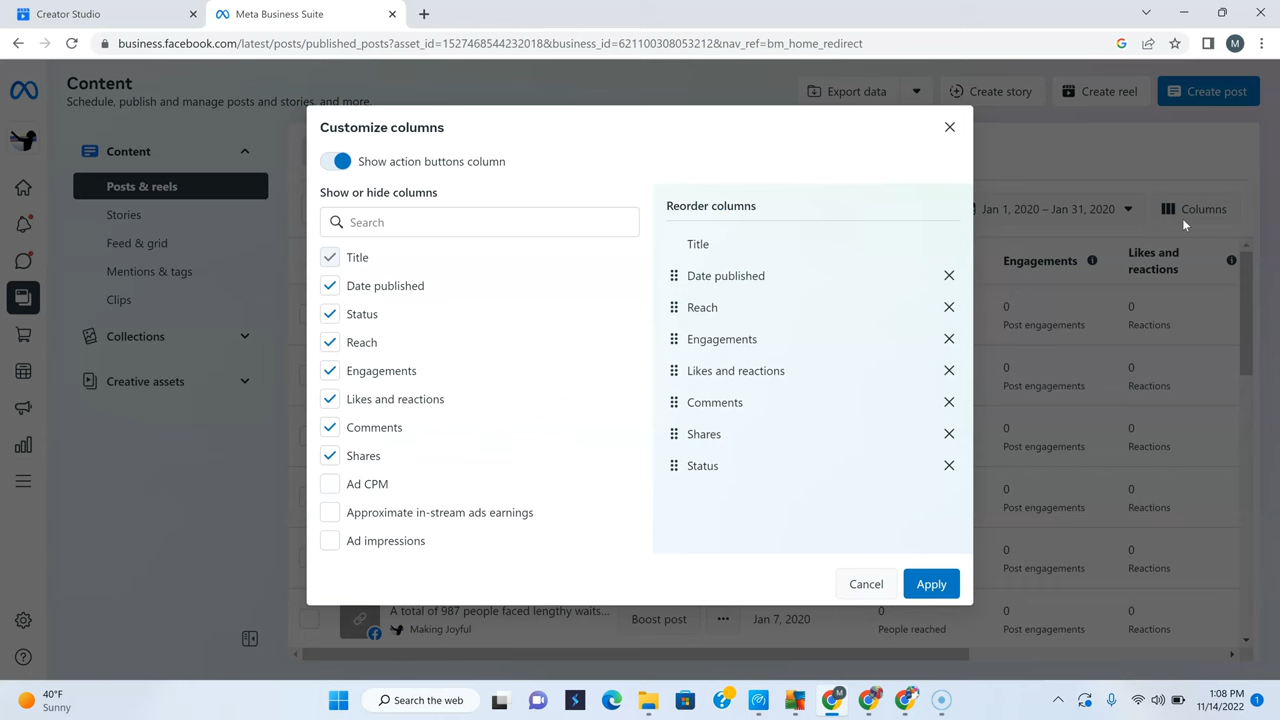 Creator Studio
Meta Business Suite
business.facebook.com/latest/posts/published_posts?asset_id=1527468544232018&business_id=621100308053212&nav_ref=bm_home_redirect
M
Content
Schedule, publish and manage posts and stories, and more.
Export data
Create story
Create reel
Create post
Content
Posts & reels
Stories
Feed & grid
Mentions & tags
Clips
Collections
Creative assets
Customize columns
Show action buttons column
Show or hide columns
Search
Title
Date published
Status
Reach
Engagements
Likes and reactions
Comments
Shares
Ad CPM
Approximate in-stream ads earnings
Ad impressions
Reorder columns
Title
Date published
Reach
Engagements
Likes and reactions
Comments
Shares
Status
Cancel
Apply
Jan 1, 2020 – Jan 31, 2020
Columns
Engagements
Likes and
reactions
0
Post engagements
0
Reactions
0
Post engagements
0
Reactions
0
Post engagements
0
Reactions
0
Post engagements
0
Reactions
0
Post engagements
0
Reactions
A total of 987 people faced lengthy waits...
Making Joyful
Boost post
Jan 7, 2020
0
People reached
0
Post engagements
0
Reactions
40°F
Sunny
Search the web
1:08 PM
11/14/2022